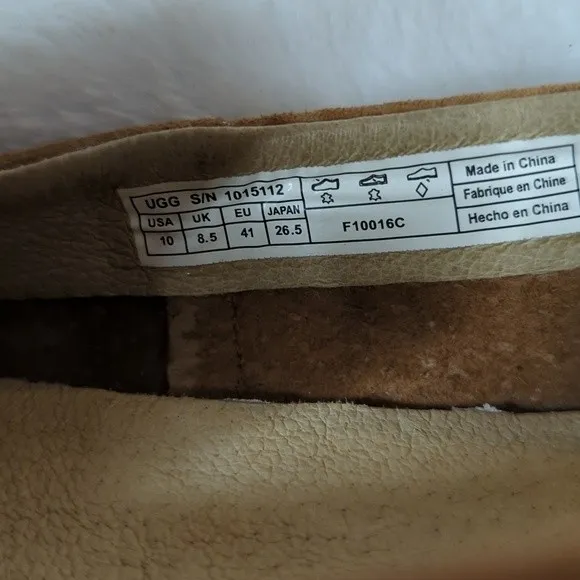 UGG S/N 1015112
USA UK EU JAPAN
10 8.5 41 26.5
F10016C
Made in China
Fabrique en Chine
Hecho en China